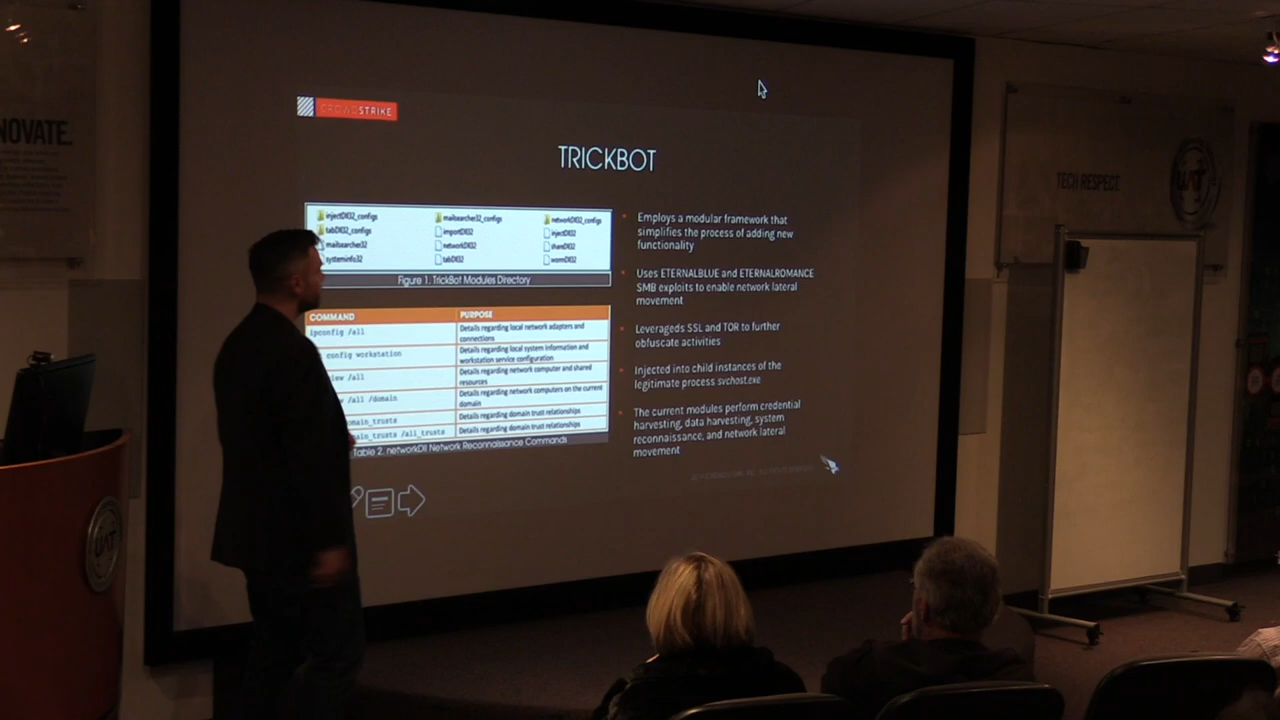 NOVATE.
CROWDSTRIKE
TRICKBOT
TECH RESPECT.
UAT
injectDll32_configs
mailsearcher32_configs
networkDll32_configs
tabDll32_configs
importDll32
injectDll32
mailsearcher32
networkDll32
shareDll32
systeminfo32
tabDll32
wormDll32
Figure 1. TrickBot Modules Directory
COMMAND PURPOSE
ipconfig /all
Details regarding local network adapters and
connections
config workstation
Details regarding local system information and
workstation service configuration
view /all
Details regarding network computer and shared
resources
/all /domain
Details regarding network computers on the current
domain
main_trusts
Details regarding domain trust relationships
ain_trusts /all_trusts
Details regarding domain trust relationships
Table 2. networkDll Network Reconnaissance Commands
Employs a modular framework that
simplifies the process of adding new
functionality
Uses ETERNALBLUE and ETERNALROMANCE
SMB exploits to enable network lateral
movement
Leverageds SSL and TOR to further
obfuscate activities
Injected into child instances of the
legitimate process svchost.exe
The current modules perform credential
harvesting, data harvesting, system
reconnaissance, and network lateral
movement
UAT